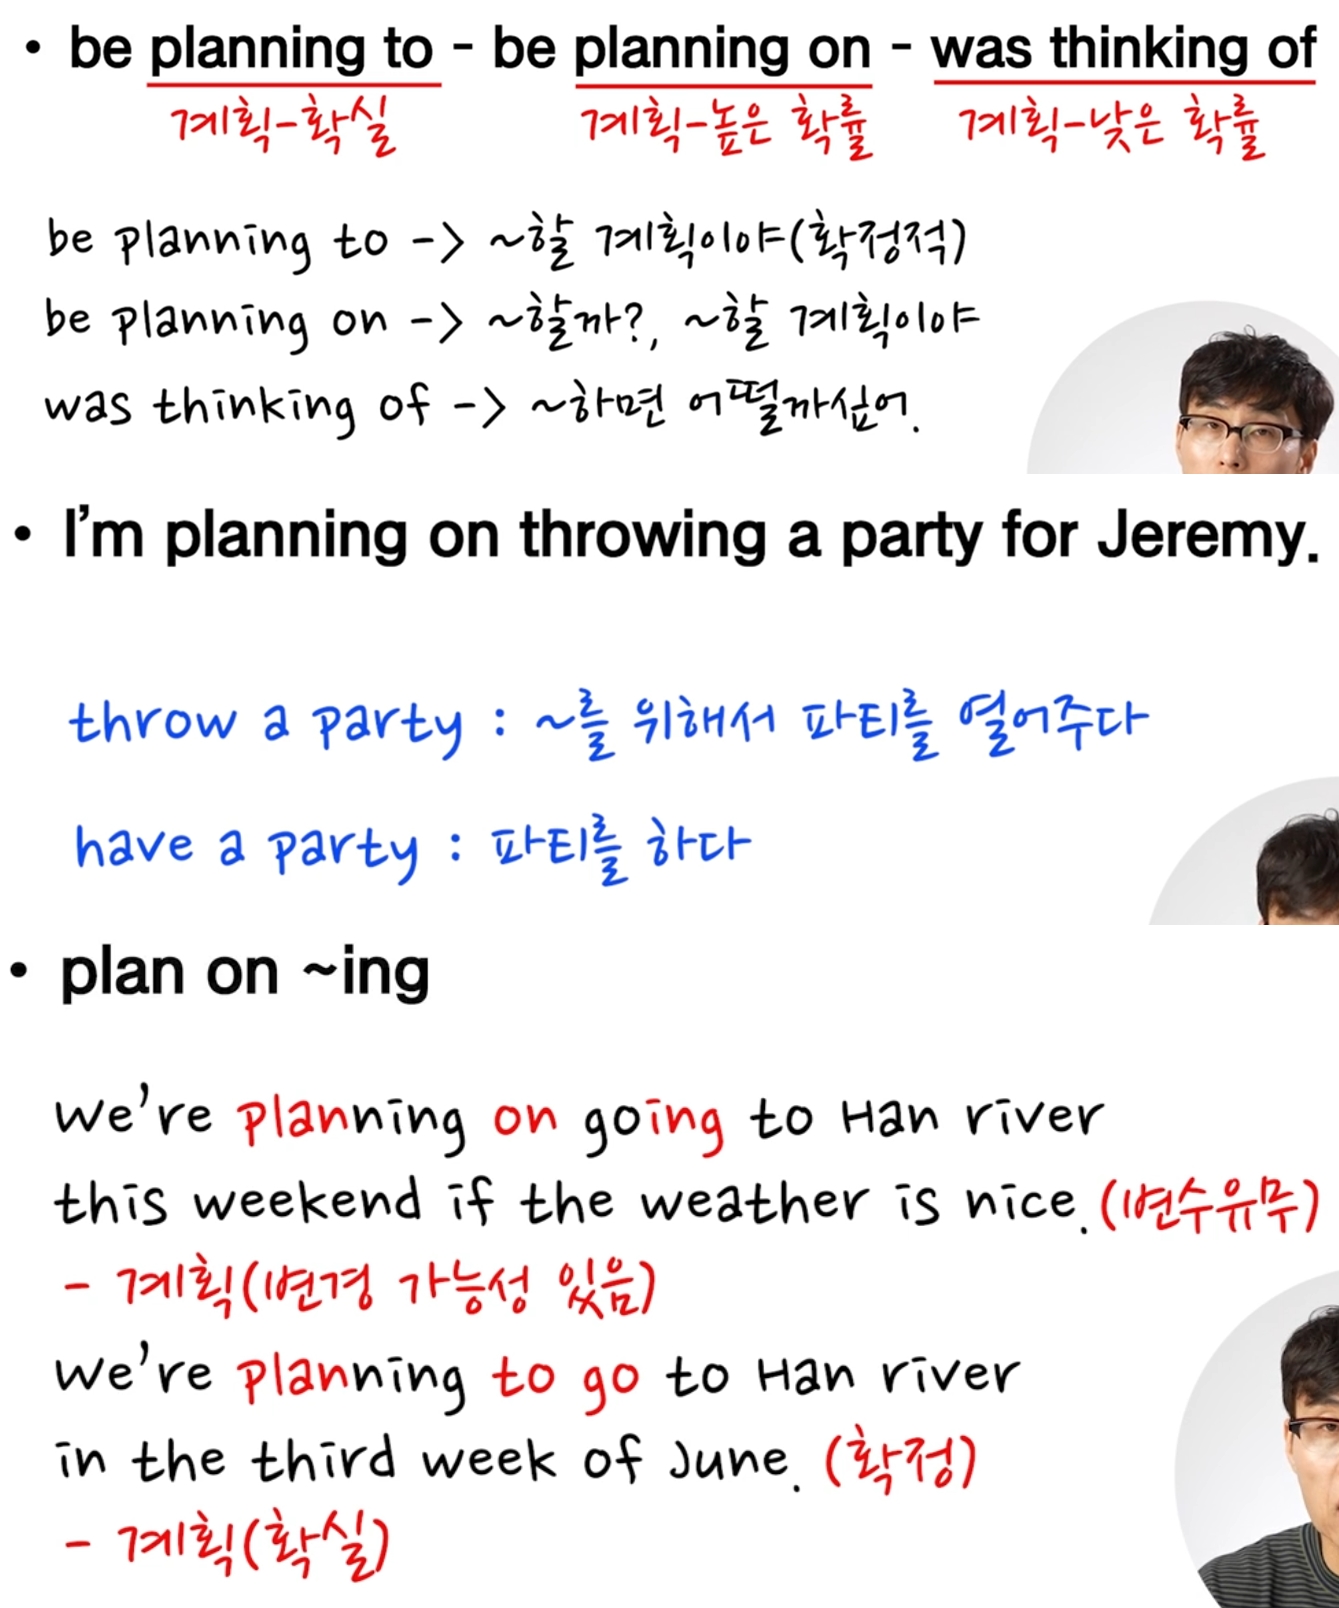 • be planning to - be planning on - was thinking of
계획-확실 계획-높은 확률 계획-낮은 확률
be planning to -> ~할 계획이야(확정적)
be planning on -> ~할까?, ~할 계획이야
was thinking of -> ~하면 어떨까싶어.
• I'm planning on throwing a party for Jeremy.
throw a party : ~를 위해서 파티를 열어주다
have a party : 파티를 하다
• plan on ~ing
We're planning on going to Han river
this weekend if the weather is nice. (변수유무)
- 계획(변경 가능성 있음)
We're planning to go to Han river
in the third week of June. (확정)
- 계획(확실)